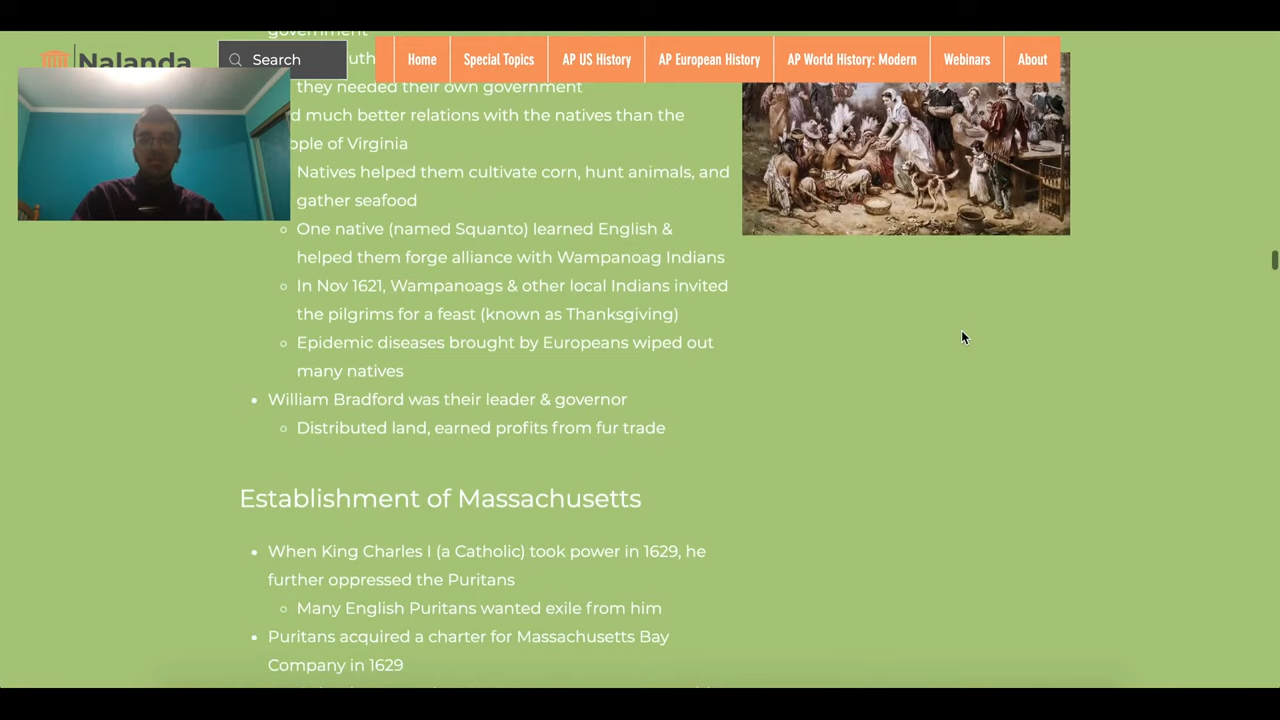 government
Nalanda
Search
Home
Special Topics
AP US History
AP European History
AP World History: Modern
Webinars
About
uth
they needed their own government
d much better relations with the natives than the
ople of Virginia
Natives helped them cultivate corn, hunt animals, and
gather seafood
One native (named Squanto) learned English &
helped them forge alliance with Wampanoag Indians
In Nov 1621, Wampanoags & other local Indians invited
the pilgrims for a feast (known as Thanksgiving)
Epidemic diseases brought by Europeans wiped out
many natives
William Bradford was their leader & governor
Distributed land, earned profits from fur trade
Establishment of Massachusetts
When King Charles I (a Catholic) took power in 1629, he
further oppressed the Puritans
Many English Puritans wanted exile from him
Puritans acquired a charter for Massachusetts Bay
Company in 1629